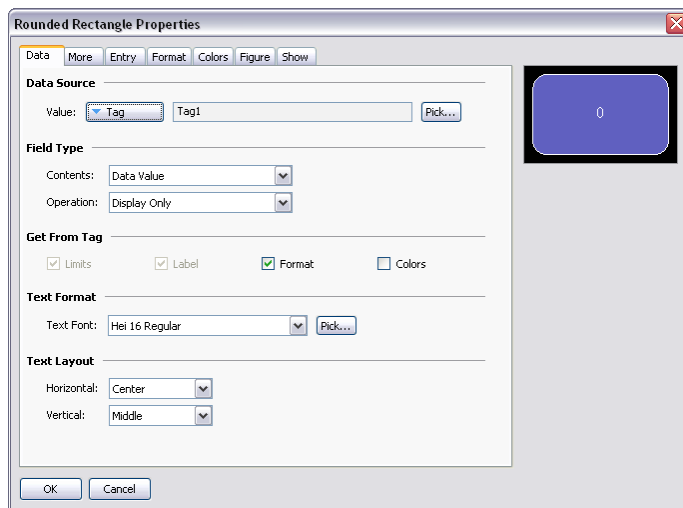 Rounded Rectangle Properties
Data More Entry Format Colors Figure Show
Data Source
Value: Tag Tag1 Pick...
0
Field Type
Contents: Data Value
Operation: Display Only
Get From Tag
Limits Label Format Colors
Text Format
Text Font: Hei 16 Regular Pick...
Text Layout
Horizontal: Center
Vertical: Middle
OK Cancel